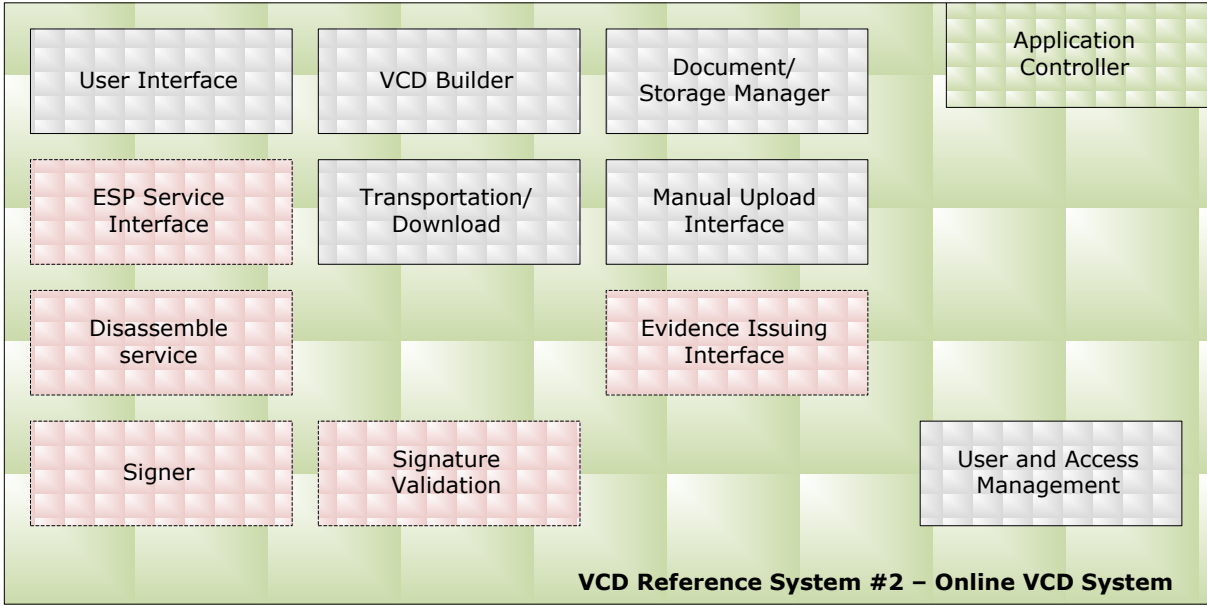 User Interface
VCD Builder
Document/
Storage Manager
Application
Controller
ESP Service
Interface
Transportation/
Download
Manual Upload
Interface
Disassemble
service
Evidence Issuing
Interface
Signer
Signature
Validation
User and Access
Management
VCD Reference System #2 – Online VCD System